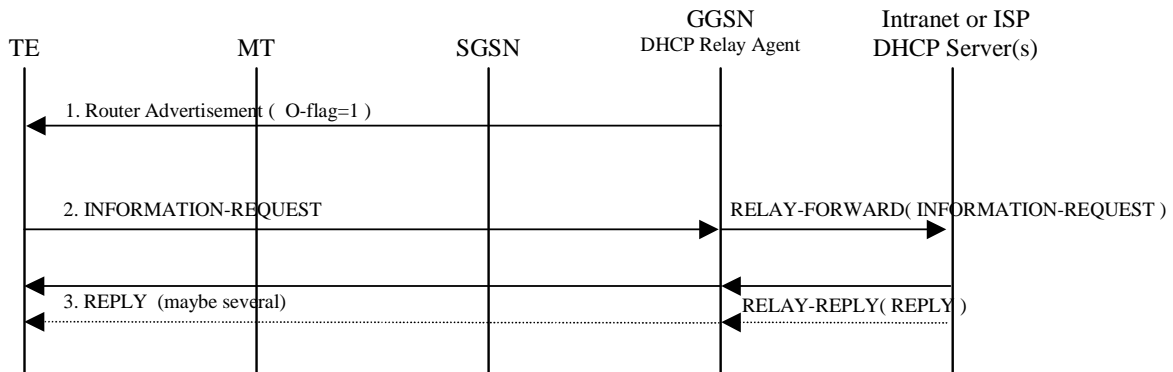 TE
MT
SGSN
GGSN
DHCP Relay Agent
Intranet or ISP
DHCP Server(s)
1. Router Advertisement ( O-flag=1 )
2. INFORMATION-REQUEST
RELAY-FORWARD( INFORMATION-REQUEST )
3. REPLY (maybe several)
RELAY-REPLY( REPLY )